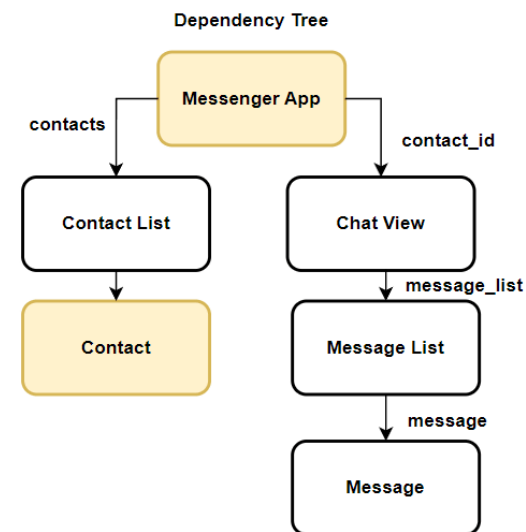 Dependency Tree
Messenger App
contacts
contact_id
Contact List
Chat View
message_list
Contact
Message List
message
Message